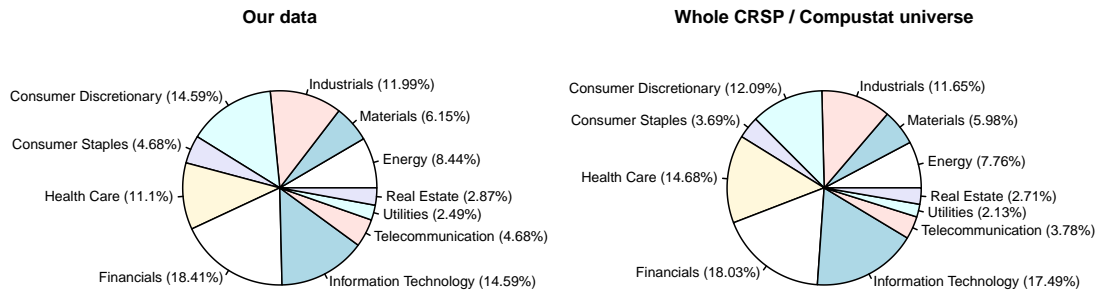 Our data
Industrials (11.99%)
Consumer Discretionary (14.59%)
Materials (6.15%)
Consumer Staples (4.68%)
Energy (8.44%)
Health Care (11.1%)
Real Estate (2.87%)
Utilities (2.49%)
Telecommunication (4.68%)
Financials (18.41%)
Information Technology (14.59%)
Whole CRSP / Compustat universe
Industrials (11.65%)
Consumer Discretionary (12.09%)
Materials (5.98%)
Consumer Staples (3.69%)
Energy (7.76%)
Health Care (14.68%)
Real Estate (2.71%)
Utilities (2.13%)
Telecommunication (3.78%)
Financials (18.03%)
Information Technology (17.49%)